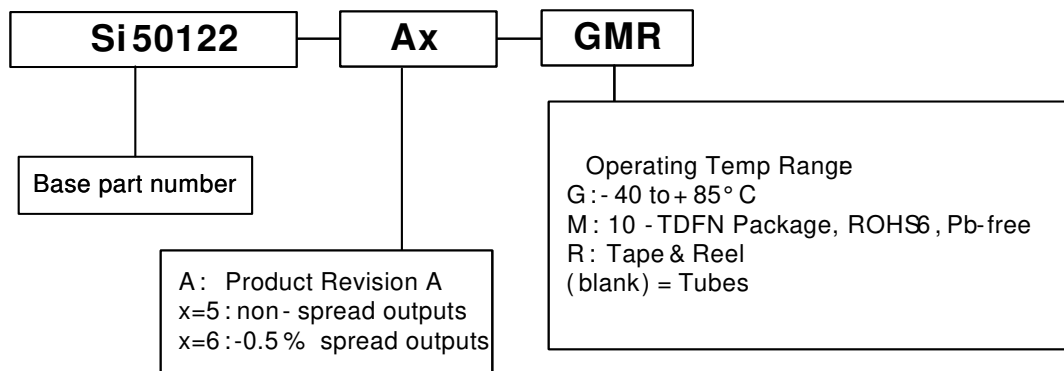 Si50122 Ax GMR
Base part number
A: Product Revision A
x=5: non-spread outputs
x=6:-0.5% spread outputs
Operating Temp Range
G:-40 to+85°C
M: 10-TDFN Package, ROHS6, Pb-free
R: Tape & Reel
(blank) = Tubes